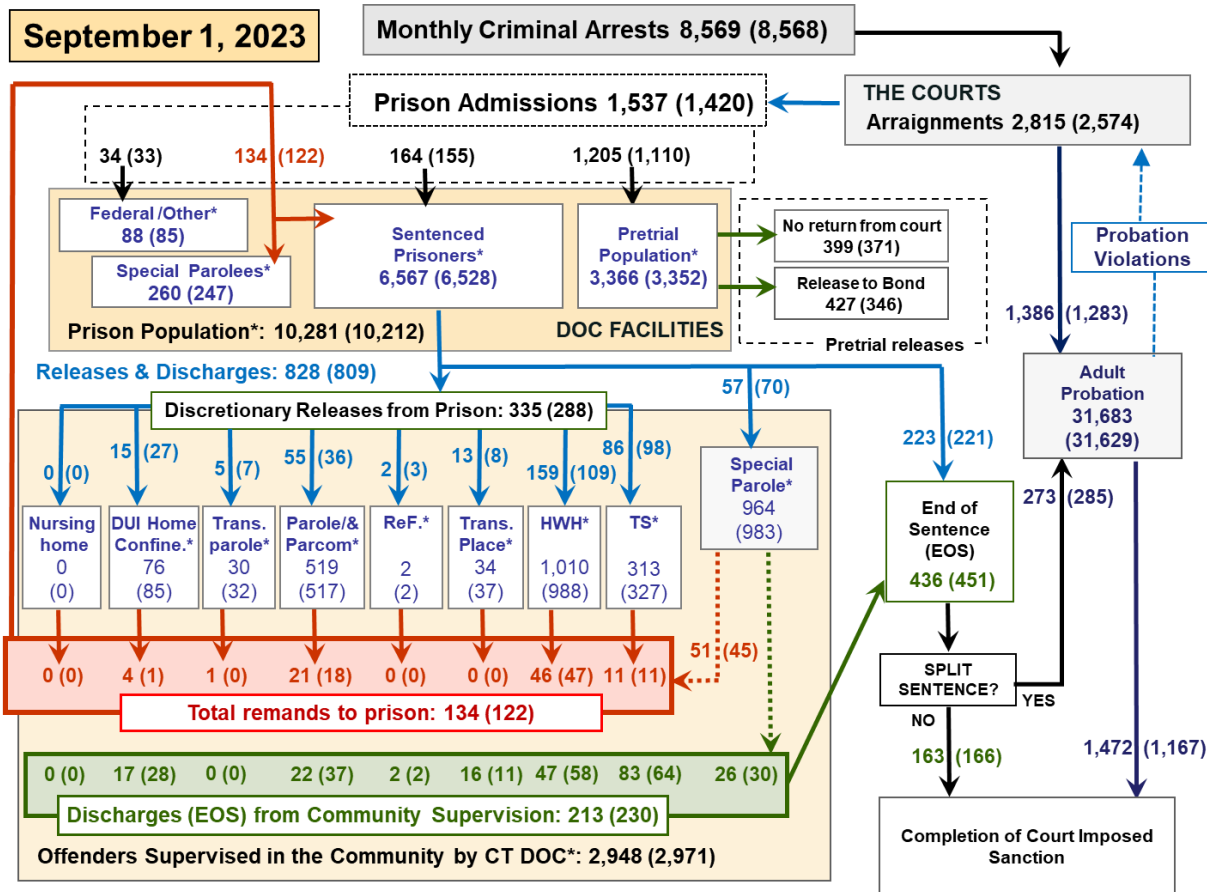 September 1, 2023
Monthly Criminal Arrests 8,569 (8,568)
Prison Admissions 1,537 (1,420)
THE COURTS
Arraignments 2,815 (2,574)
34 (33)
134 (122)
164 (155)
1,205 (1,110)
Federal /Other*
88 (85)
Special Parolees*
260 (247)
Sentenced
Prisoners*
6,567 (6,528)
Pretrial
Population*
3,366 (3,352)
No return from court
399 (371)
Release to Bond
427 (346)
Pretrial releases
Probation
Violations
Prison Population*: 10,281 (10,212)
DOC FACILITIES
1,386 (1,283)
Releases & Discharges: 828 (809)
57 (70)
Adult
Probation
31,683
(31,629)
Discretionary Releases from Prison: 335 (288)
0 (0)
15 (27)
5 (7)
55 (36)
2 (3)
13 (8)
159 (109)
86 (98)
223 (221)
273 (285)
Nursing
home
0
(0)
DUI Home
Confine.*
76
(85)
Trans.
parole*
30
(32)
Parole/&
Parcom*
519
(517)
ReF.*
2
(2)
Trans.
Place*
34
(37)
HWH*
1,010
(988)
TS*
313
(327)
Special
Parole*
964
(983)
End of
Sentence
(EOS)
436 (451)
0 (0)
4 (1)
1 (0)
21 (18)
0 (0)
0 (0)
46 (47)
11 (11)
51 (45)
Total remands to prison: 134 (122)
SPLIT
SENTENCE?
YES
NO
163 (166)
1,472 (1,167)
0 (0)
17 (28)
0 (0)
22 (37)
2 (2)
16 (11)
47 (58)
83 (64)
26 (30)
Discharges (EOS) from Community Supervision: 213 (230)
Offenders Supervised in the Community by CT DOC*: 2,948 (2,971)
Completion of Court Imposed
Sanction